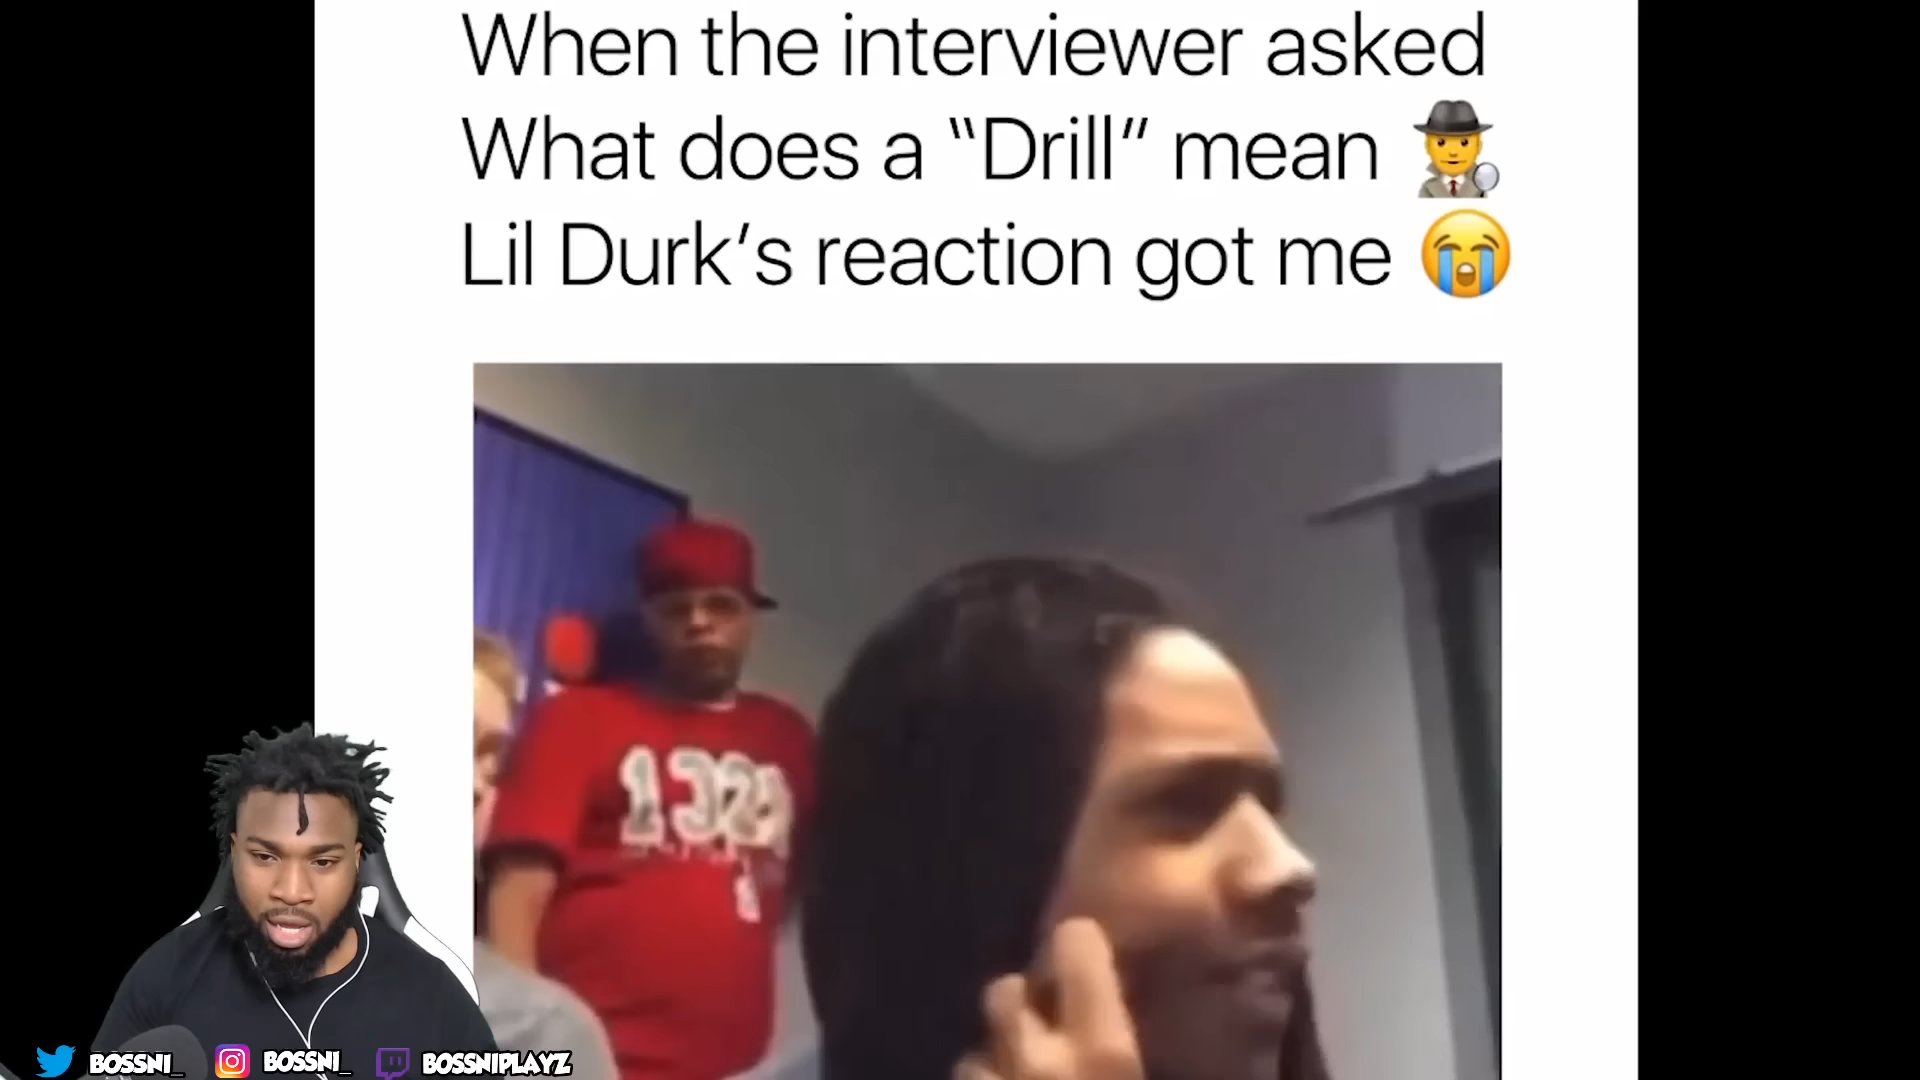 When the interviewer asked
What does a “Drill” mean 🕵️
Lil Durk’s reaction got me 😭
BOSSNI_ BOSSNI_ BOSSNIPLAYZ